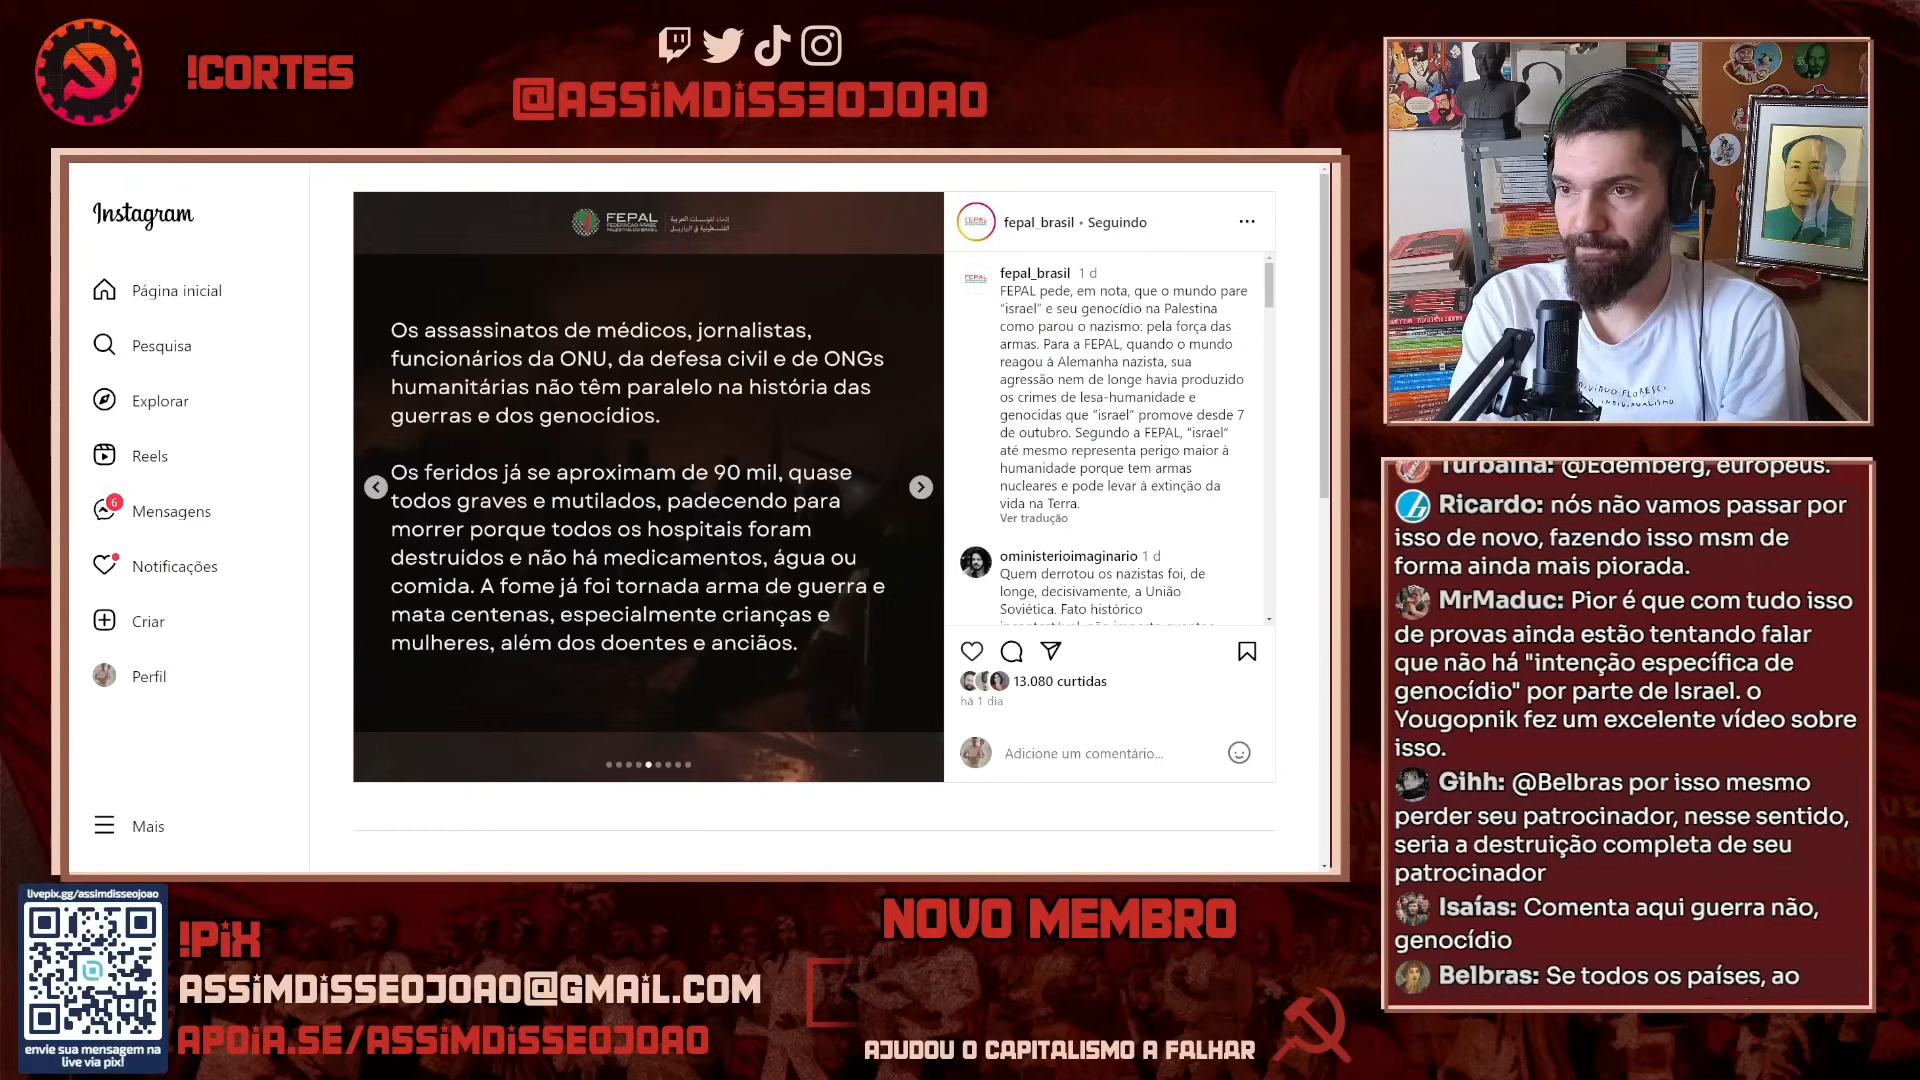 !CORTES
@ASSIMDISSEOJOAO
Instagram
Página inicial
Pesquisa
Explorar
Reels
6
Mensagens
Notificações
Criar
Perfil
Mais
FEPAL
FEDERAÇÃO ÁRABE
PALESTINA DO BRASIL
Os assassinatos de médicos, jornalistas,
funcionários da ONU, da defesa civil e de ONGs
humanitárias não têm paralelo na história das
guerras e dos genocídios.
Os feridos já se aproximam de 90 mil, quase
todos graves e mutilados, padecendo para
morrer porque todos os hospitais foram
destruídos e não há medicamentos, água ou
comida. A fome já foi tornada arma de guerra e
mata centenas, especialmente crianças e
mulheres, além dos doentes e anciãos.
fepal_brasil • Seguindo
fepal_brasil 1 d
FEPAL pede, em nota, que o mundo pare
"israel" e seu genocídio na Palestina
como parou o nazismo: pela força das
armas. Para a FEPAL, quando o mundo
reagou à Alemanha nazista, sua
agressão nem de longe havia produzido
os crimes de lesa-humanidade e
genocidas que "israel" promove desde 7
de outubro. Segundo a FEPAL, "israel"
até mesmo representa perigo maior à
humanidade porque tem armas
nucleares e pode levar à extinção da
vida na Terra.
Ver tradução
oministerioimaginario 1 d
Quem derrotou os nazistas foi, de
longe, decisivamente, a União
Soviética. Fato histórico
13.080 curtidas
há 1 dia
Adicione um comentário...
Turbaína: @Edemberg, europeus.
Ricardo: nós não vamos passar por
isso de novo, fazendo isso msm de
forma ainda mais piorada.
MrMaduc: Pior é que com tudo isso
de provas ainda estão tentando falar
que não há "intenção específica de
genocídio" por parte de Israel. o
Yougopnik fez um excelente vídeo sobre
isso.
Gihh: @Belbras por isso mesmo
perder seu patrocinador, nesse sentido,
seria a destruição completa de seu
patrocinador
Isaías: Comenta aqui guerra não,
genocídio
Belbras: Se todos os países, ao
livepix.gg/assimdisseojoao
envie sua mensagem na
live via pix!
!PIX
ASSIMDISSEOJOAO@GMAIL.COM
APOIA.SE/ASSIMDISSEOJOAO
NOVO MEMBRO
AJUDOU O CAPITALISMO A FALHAR